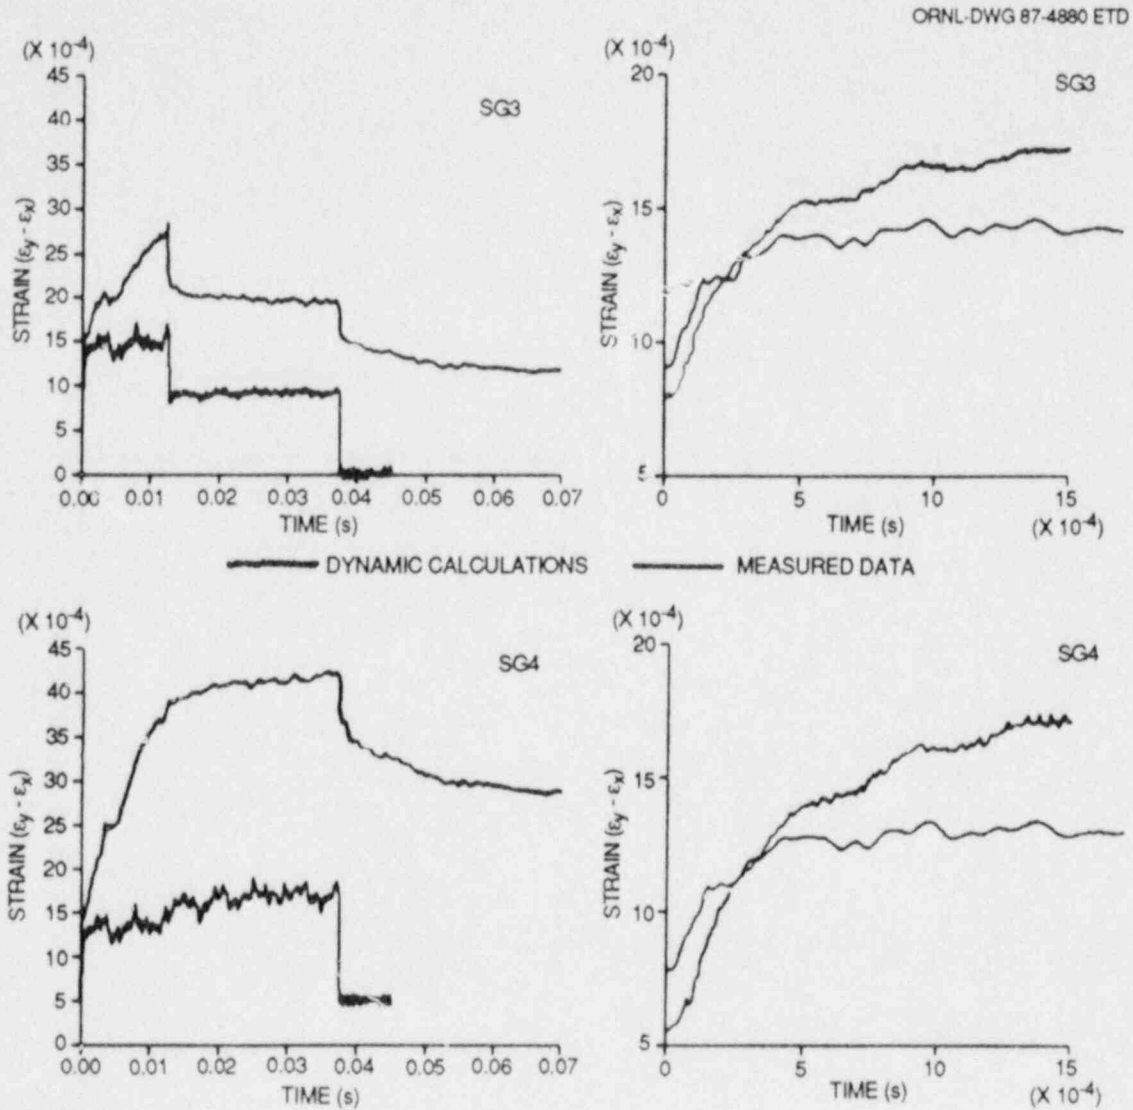 ORNL-DWG 87-4880 ETD
(X 10⁻⁴)
45
40
35
30
25
20
15
10
5
0
STRAIN (εy - εx)
SG3
0.00 0.01 0.02 0.03 0.04 0.05 0.06 0.07
TIME (s)
(X 10⁻⁴)
20
15
10
5
STRAIN (εy - εx)
SG3
0 5 10 15
TIME (s) (X 10⁻⁴)
DYNAMIC CALCULATIONS MEASURED DATA
(X 10⁻⁴)
45
40
35
30
25
20
15
10
5
0
STRAIN (εy - εx)
SG4
0.00 0.01 0.02 0.03 0.04 0.05 0.06 0.07
TIME (s)
(X 10⁻⁴)
20
15
10
5
STRAIN (εy - εx)
SG4
0 5 10 15
TIME (s) (X 10⁻⁴)